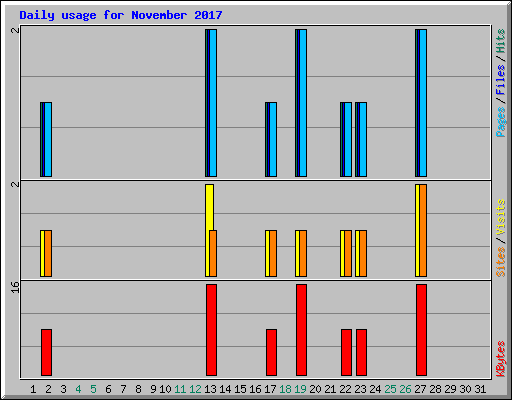 Daily usage for November 2017
2
2
16
Pages / Files / Hits
Sites / Visits
KBytes
1 2 3 4 5 6 7 8 9 10 11 12 13 14 15 16 17 18 19 20 21 22 23 24 25 26 27 28 29 30 31